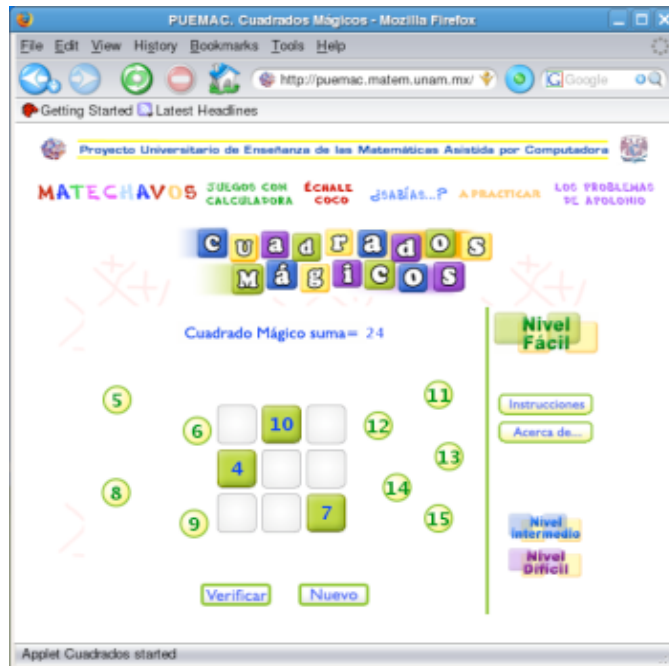 PUEMAC. Cuadrados Mágicos - Mozilla Firefox
File Edit View History Bookmarks Tools Help
http://puemac.matem.unam.mx/ Google
Getting Started Latest Headlines
Proyecto Universitario de Enseñanza de las Matemáticas Asistida por Computadora
MATECHAVOS JUEGOS CON CALCULADORA ÉCHALE COCO ¿SABÍAS...? A PRACTICAR LOS PROBLEMAS DE APOLONIO
Cuadrados
Mágicos
Cuadrado Mágico suma= 24
Nivel
Fácil
5 11
6 10 12
Instrucciones
Acerca de...
4 13
8 14
9 7 15
Nivel
Intermedio
Nivel
Difícil
Verificar Nuevo
Applet Cuadrados started